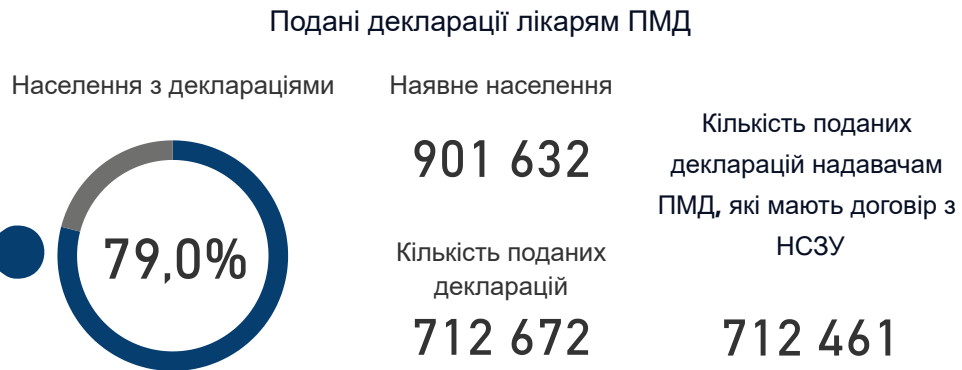 Подані декларації лікарям ПМД
Населення з деклараціями
79,0%
Наявне населення
901 632
Кількість поданих
декларацій
712 672
Кількість поданих
декларацій надавачам
ПМД, які мають договір з
НСЗУ
712 461